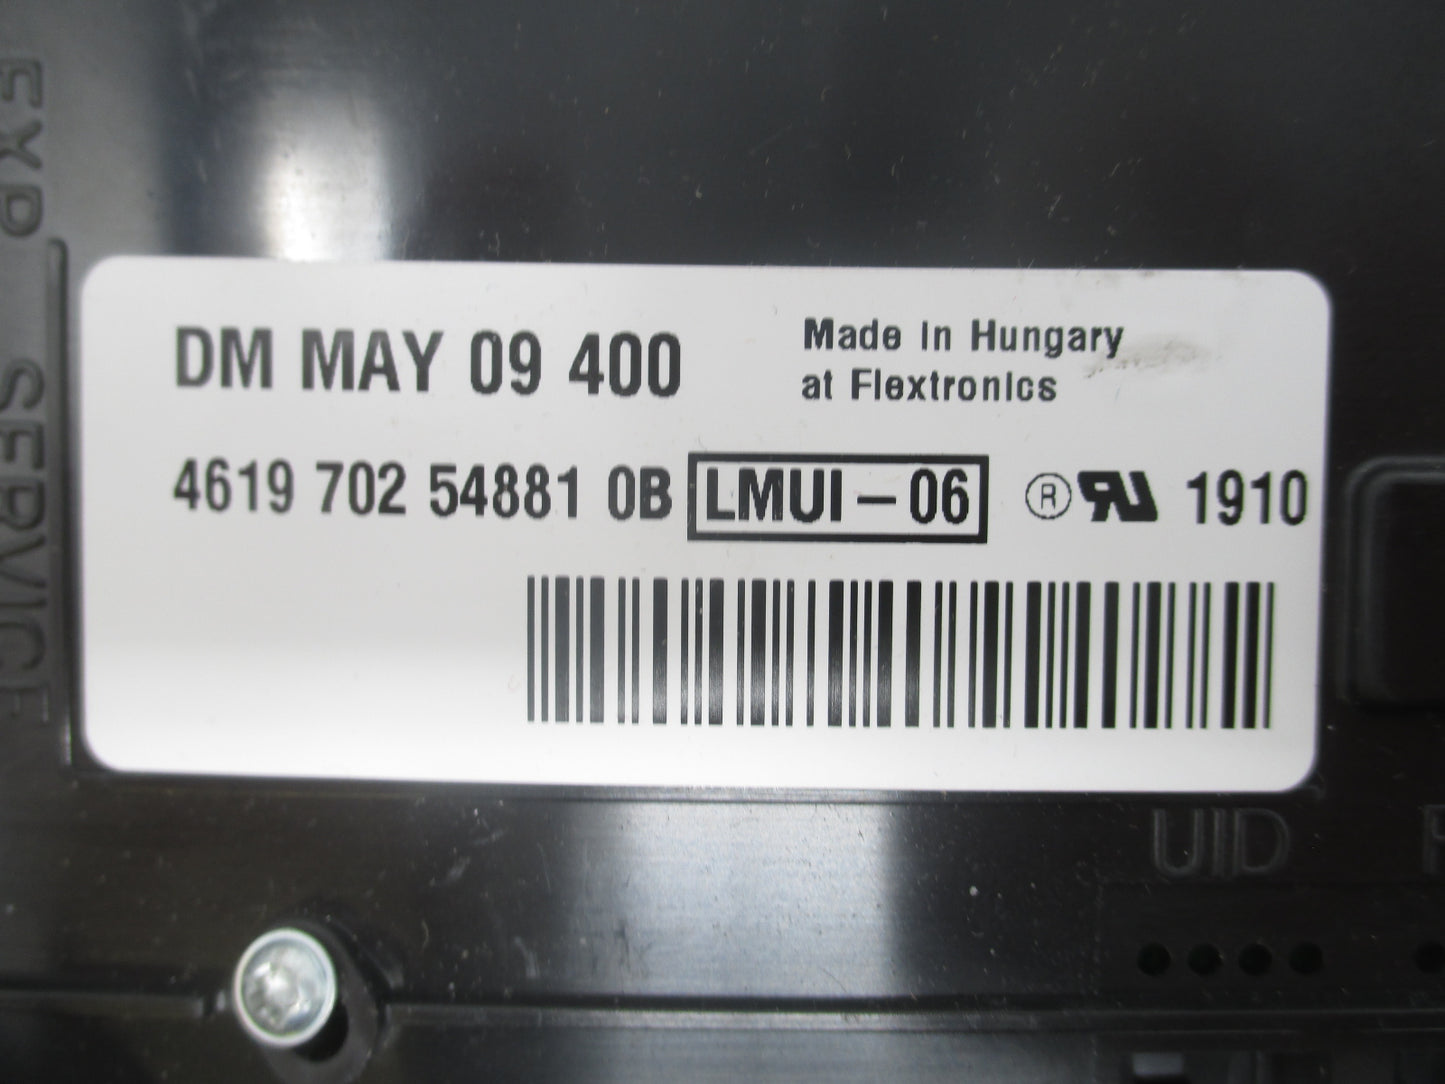 DM MAY 09 400
Made in Hungary
at Flextronics
4619 702 54881 0B LMUI-06 ® RU 1910
EXP SERVICE
UID